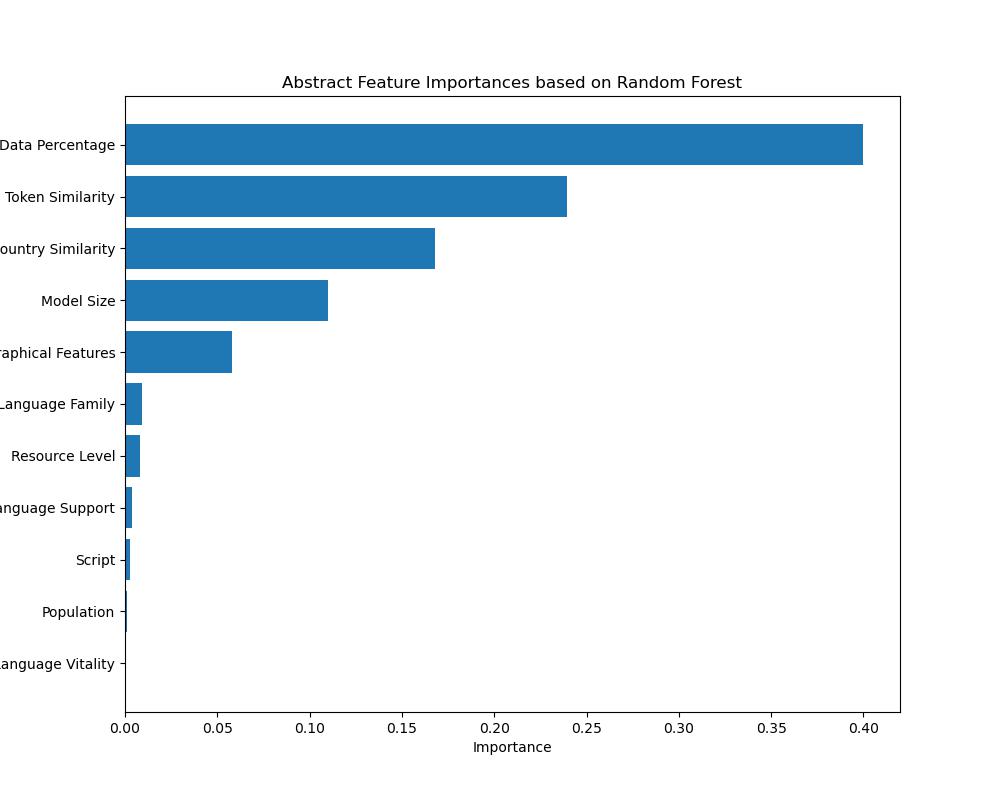 Abstract Feature Importances based on Random Forest
Data Percentage
Token Similarity
ountry Similarity
Model Size
raphical Features
Language Family
Resource Level
anguage Support
Script
Population
Language Vitality
0.00 0.05 0.10 0.15 0.20 0.25 0.30 0.35 0.40
Importance